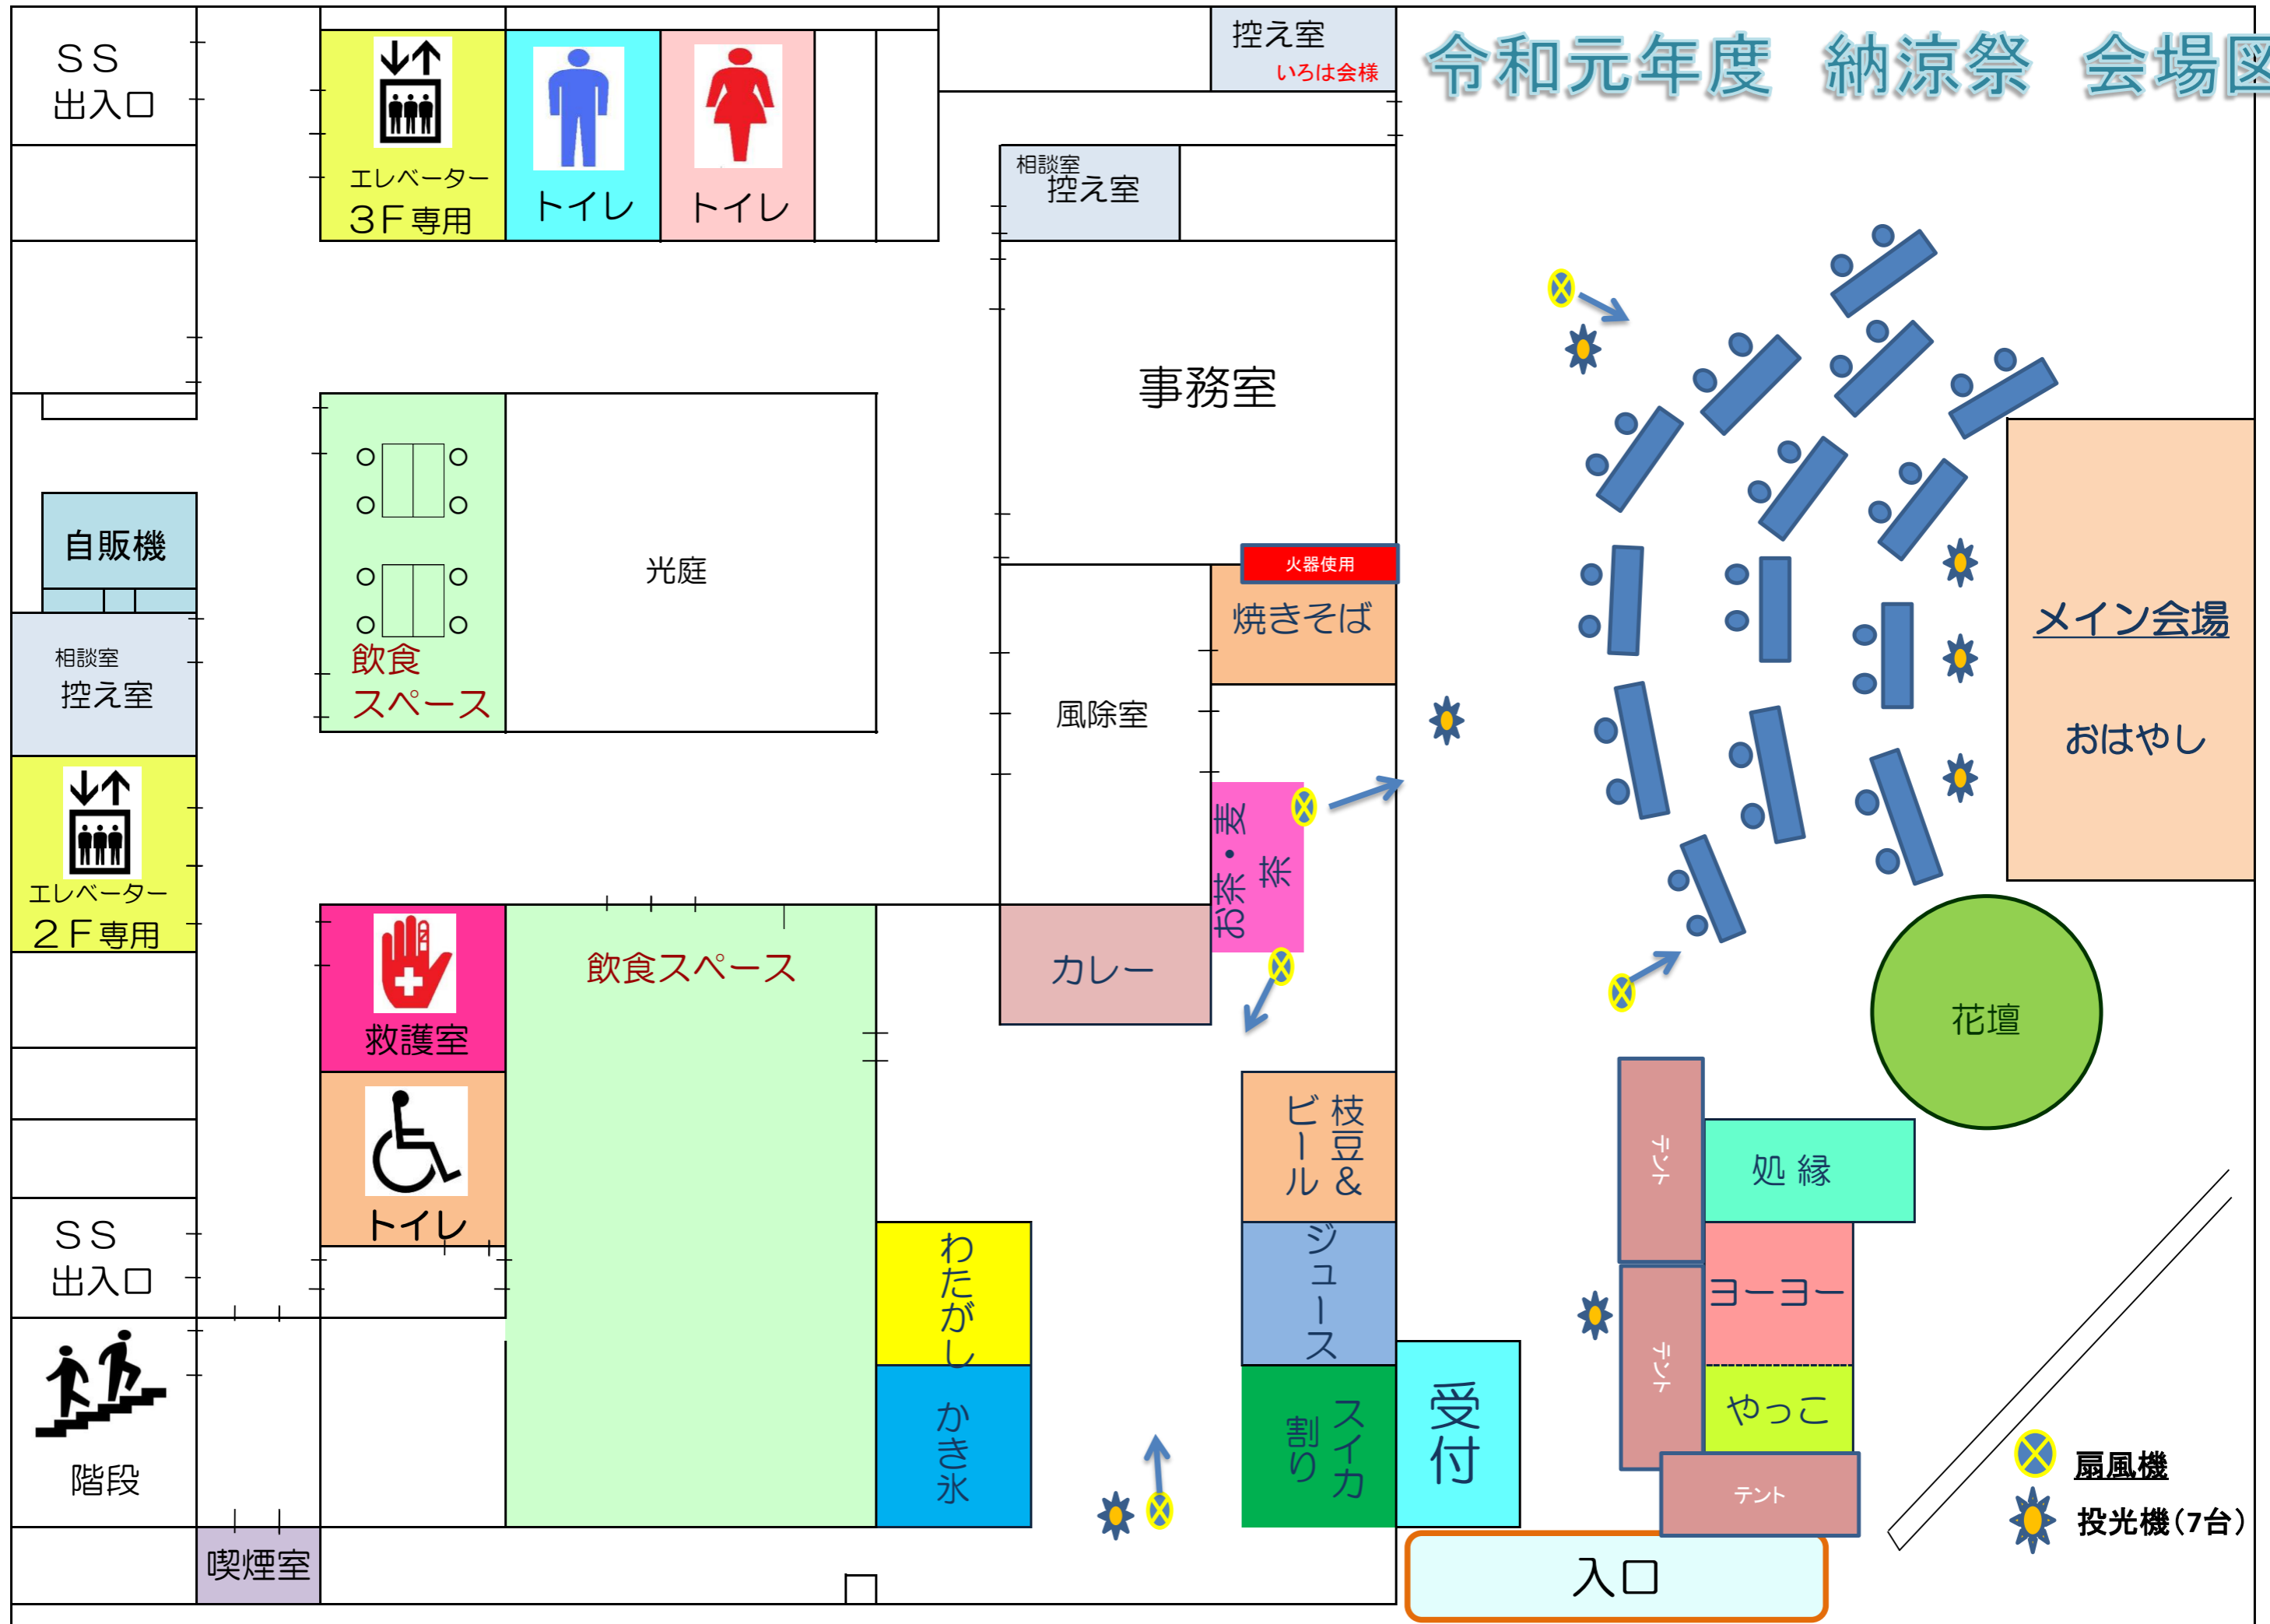 令和元年度　納涼祭　会場図
ＳＳ
出入口
エレベーター
３Ｆ専用
トイレ
トイレ
控え室
いろは会様
相談室
控え室
事務室
火器使用
焼きそば
風除室
光庭
飲食
スペース
自販機
相談室
控え室
エレベーター
２Ｆ専用
お茶・麦
茶
カレー
飲食スペース
救護室
トイレ
ＳＳ
出入口
階段
喫煙室
わたがし
かき氷
枝豆＆
ビール
ジュース
スイカ
割り
受付
入口
メイン会場
おはやし
花壇
テント
処 縁
ヨーヨー
テント
やっこ
テント
扇風機
投光機（7台）